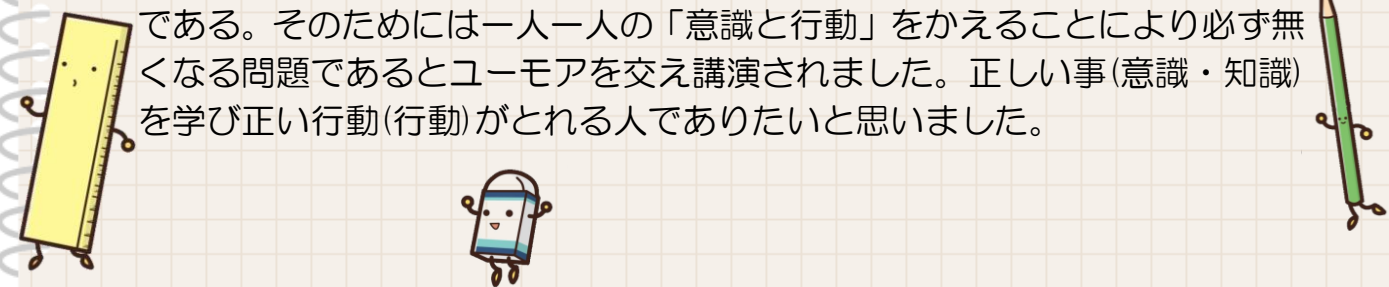 である。そのためには一人一人の「意識と行動」をかえることにより必ず無
くなる問題であるとユーモアを交え講演されました。正しい事(意識・知識)
を学び正い行動(行動)がとれる人でありたいと思いました。